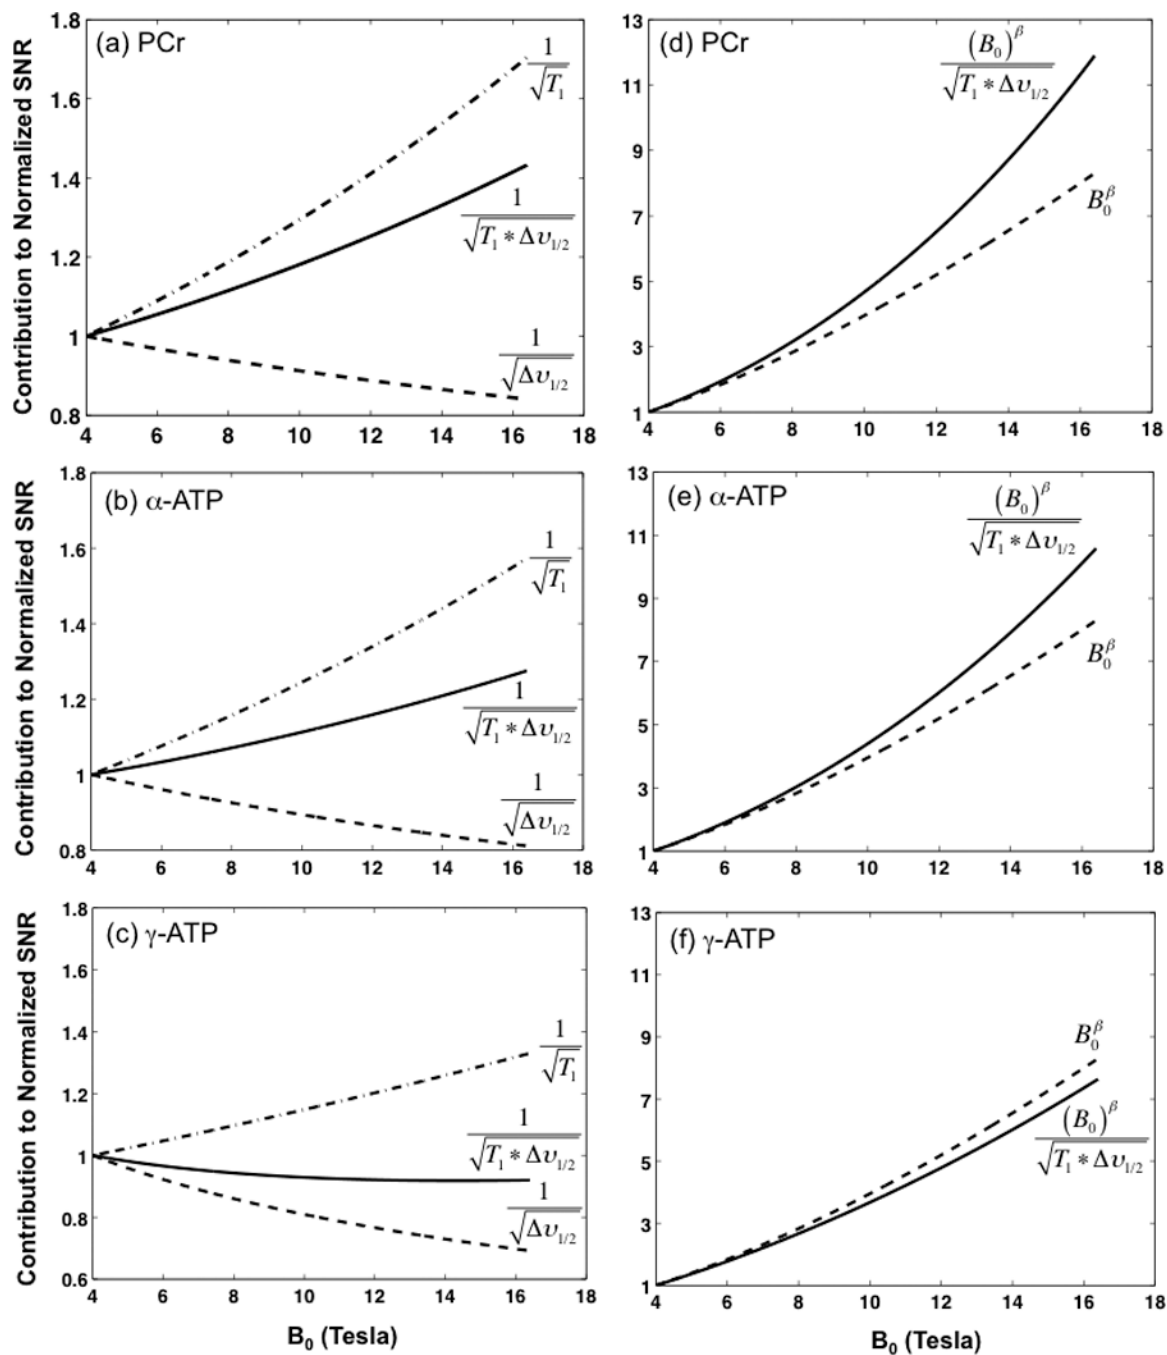 Contribution to Normalized SNR
(a) PCr
1.8
1.6
1.4
1.2
1
0.8
1/√T₁
1/√(T₁ * Δυ₁/₂)
1/√Δυ₁/₂
4 6 8 10 12 14 16 18
(d) PCr
13
11
9
7
5
3
1
(B₀)^β/√(T₁ * Δυ₁/₂)
B₀^β
4 6 8 10 12 14 16 18
Contribution to Normalized SNR
(b) α-ATP
1.8
1.6
1.4
1.2
1
0.8
1/√T₁
1/√(T₁ * Δυ₁/₂)
1/√Δυ₁/₂
4 6 8 10 12 14 16 18
(e) α-ATP
13
11
9
7
5
3
1
(B₀)^β/√(T₁ * Δυ₁/₂)
B₀^β
4 6 8 10 12 14 16 18
Contribution to Normalized SNR
(c) γ-ATP
1.8
1.6
1.4
1.2
1
0.8
0.6
1/√T₁
1/√(T₁ * Δυ₁/₂)
1/√Δυ₁/₂
4 6 8 10 12 14 16 18
B₀ (Tesla)
(f) γ-ATP
13
11
9
7
5
3
1
B₀^β
(B₀)^β/√(T₁ * Δυ₁/₂)
4 6 8 10 12 14 16 18
B₀ (Tesla)